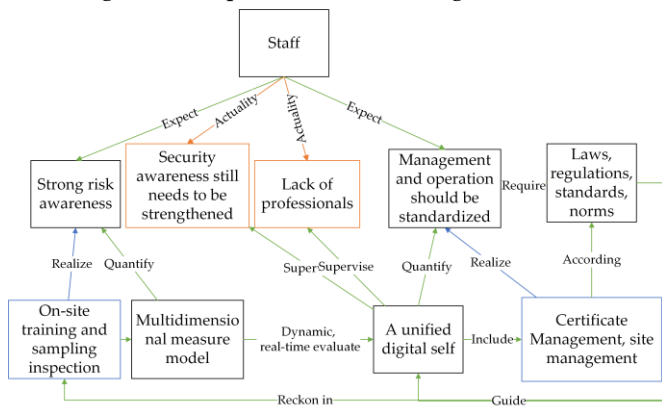 Staff
Expect
Actuality
Actuality
Expect
Strong risk
awareness
Security
awareness still
needs to be
strengthened
Lack of
professionals
Management
and operation
should be
standardized
Require
Laws,
regulations,
standards,
norms
Realize
Quantify
Super
Supervise
Quantify
Realize
According
On-site
training and
sampling
inspection
Multidimensio
nal measure
model
Dynamic,
real-time evaluate
A unified
digital self
Include
Certificate
Management, site
management
Reckon in
Guide